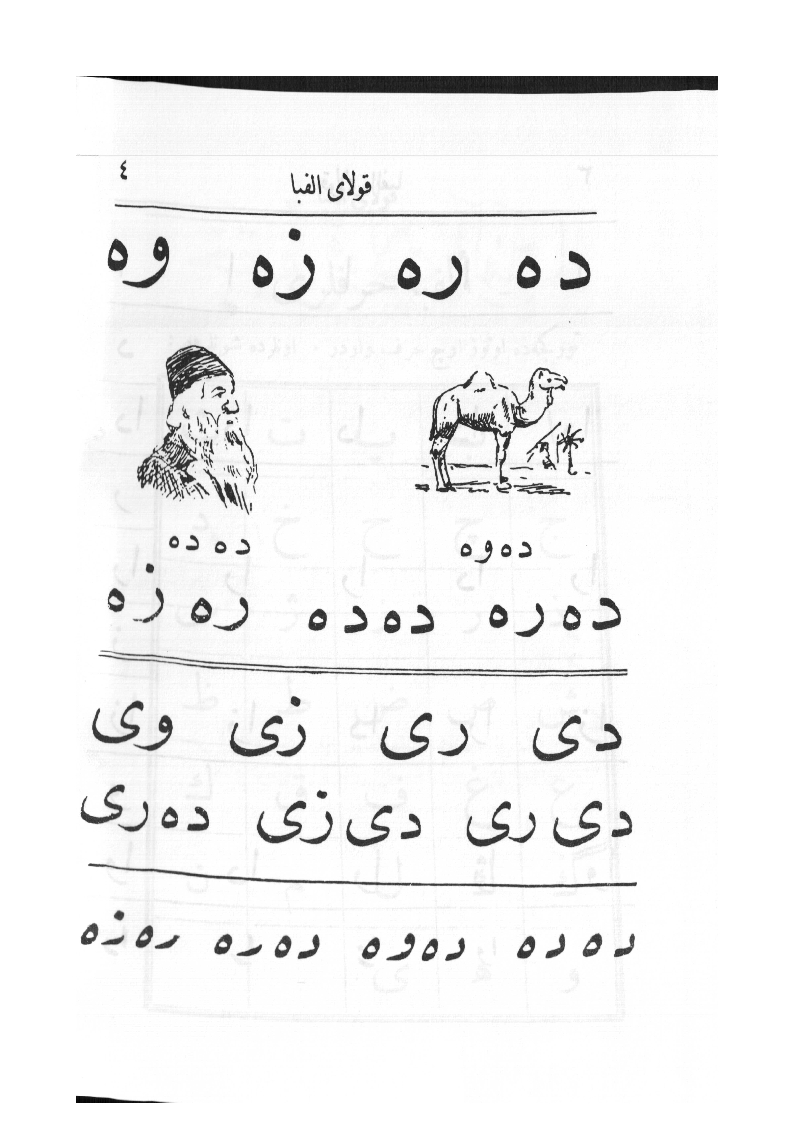 قولای الفبا ٤
ده ره زه وه
ده‌وه ده‌ده
ده‌ره ده‌ده ره‌زه
دی ری زی وی
دی‌ری دی‌زی ده‌ری
ده‌ده ده‌وه ده‌ره ره‌زه